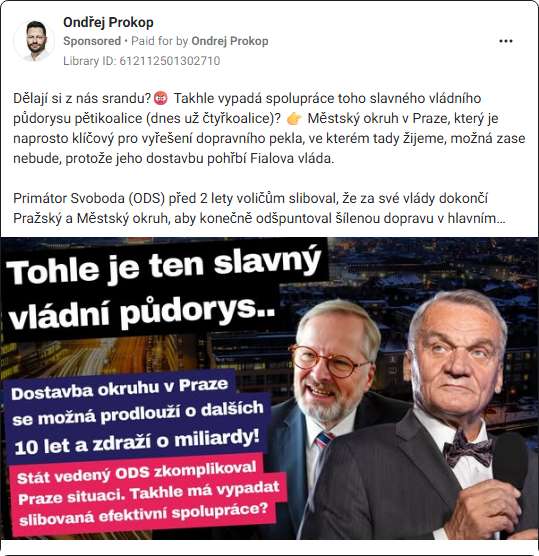 Ondřej Prokop
Sponsored • Paid for by Ondrej Prokop
Library ID: 612112501302710
Dělají si z nás srandu?😡 Takhle vypadá spolupráce toho slavného vládního
půdorysu pětikoalice (dnes už čtyřkoalice)? 👉 Městský okruh v Praze, který je
naprosto klíčový pro vyřešení dopravního pekla, ve kterém tady žijeme, možná zase
nebude, protože jeho dostavbu pohřbí Fialova vláda.
Primátor Svoboda (ODS) před 2 lety voličům sliboval, že za své vlády dokončí
Pražský a Městský okruh, aby konečně odšpuntoval šílenou dopravu v hlavním...
Tohle je ten slavný
vládní půdorys..
Dostavba okruhu v Praze
se možná prodlouží o dalších
10 let a zdraží o miliardy!
Stát vedený ODS zkomplikoval
Praze situaci. Takhle má vypadat
slibovaná efektivní spolupráce?